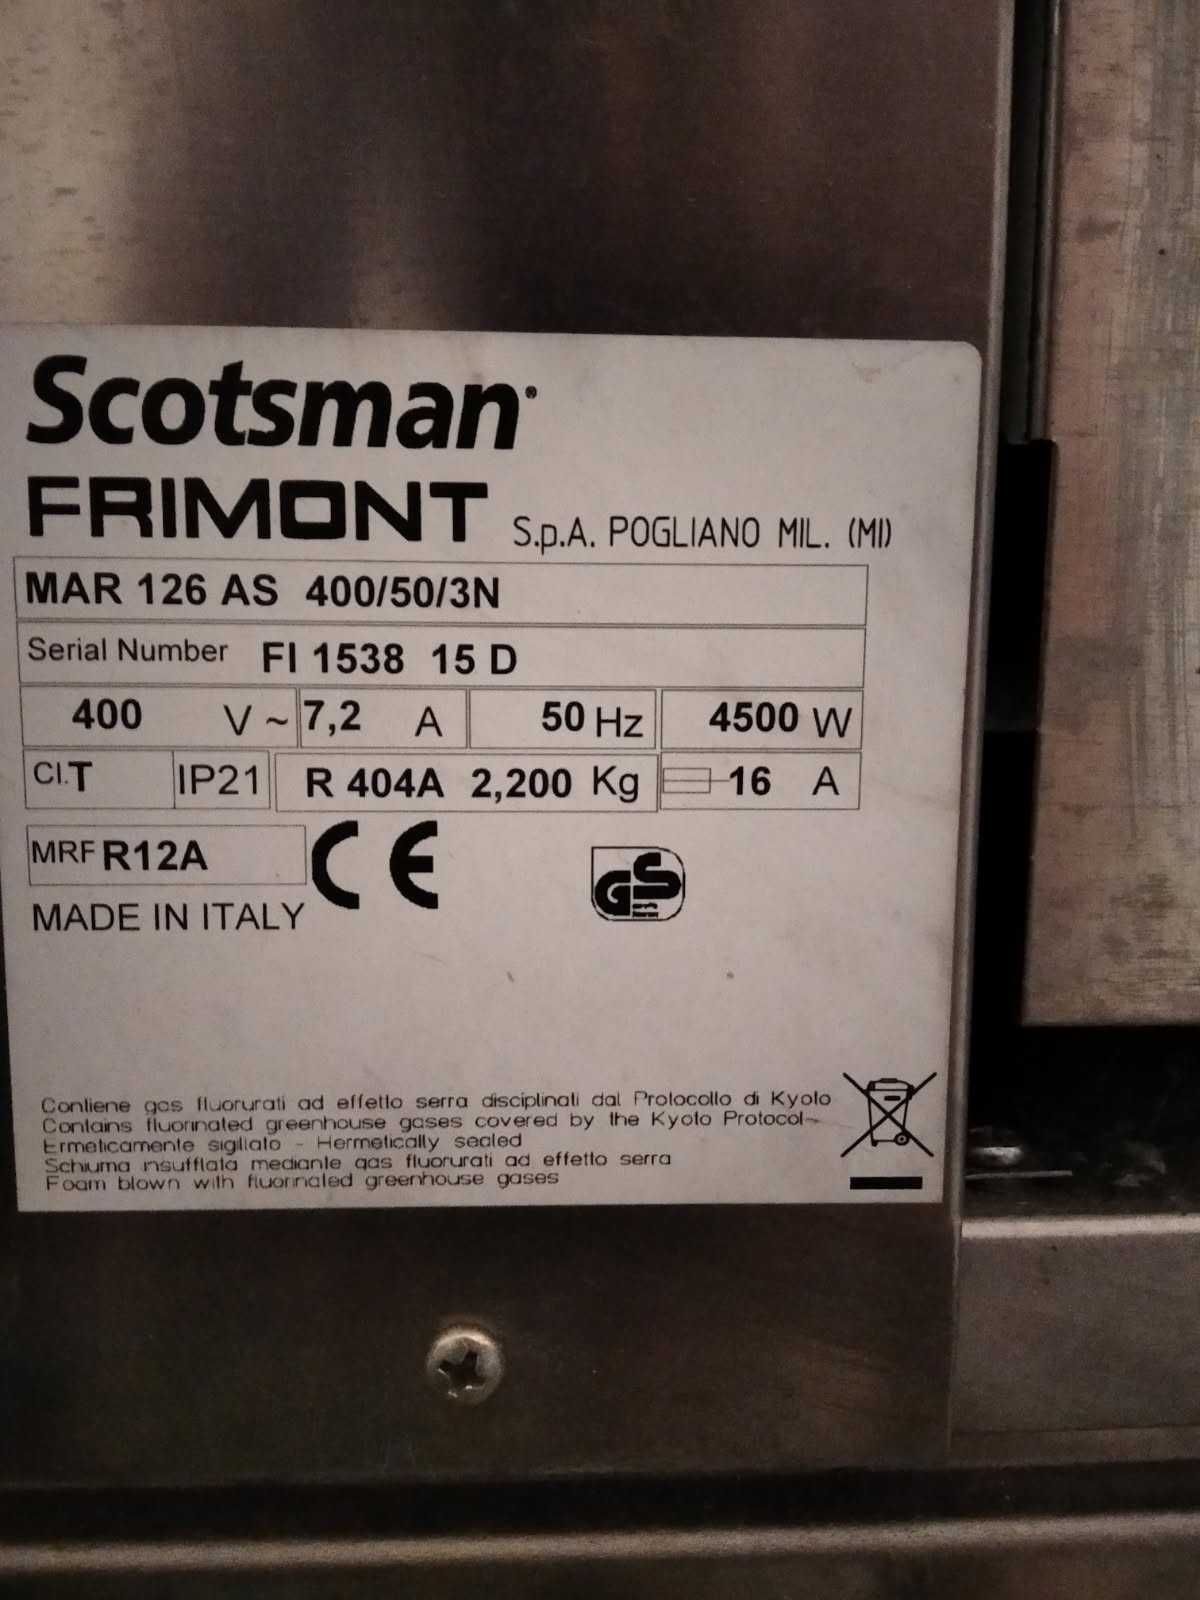 Scotsman
FRIMONT S.p.A. POGLIANO MIL. (MI)
MAR 126 AS 400/50/3N
Serial Number FI 1538 15 D
400 V ~ 7,2 A 50 Hz 4500 W
Cl.T IP21 R 404A 2,200 Kg 16 A
MRF R12A CE GS
MADE IN ITALY
Contiene gas fluorurati ad effetto serra disciplinati dal Protocollo di Kyoto
Contains fluorinated greenhouse gases covered by the Kyoto Protocol-
Ermeticamente sigillato - Hermetically sealed
Schiuma insufflata mediante gas fluorurati ad effetto serra
Foam blown with fluorinated greenhouse gases